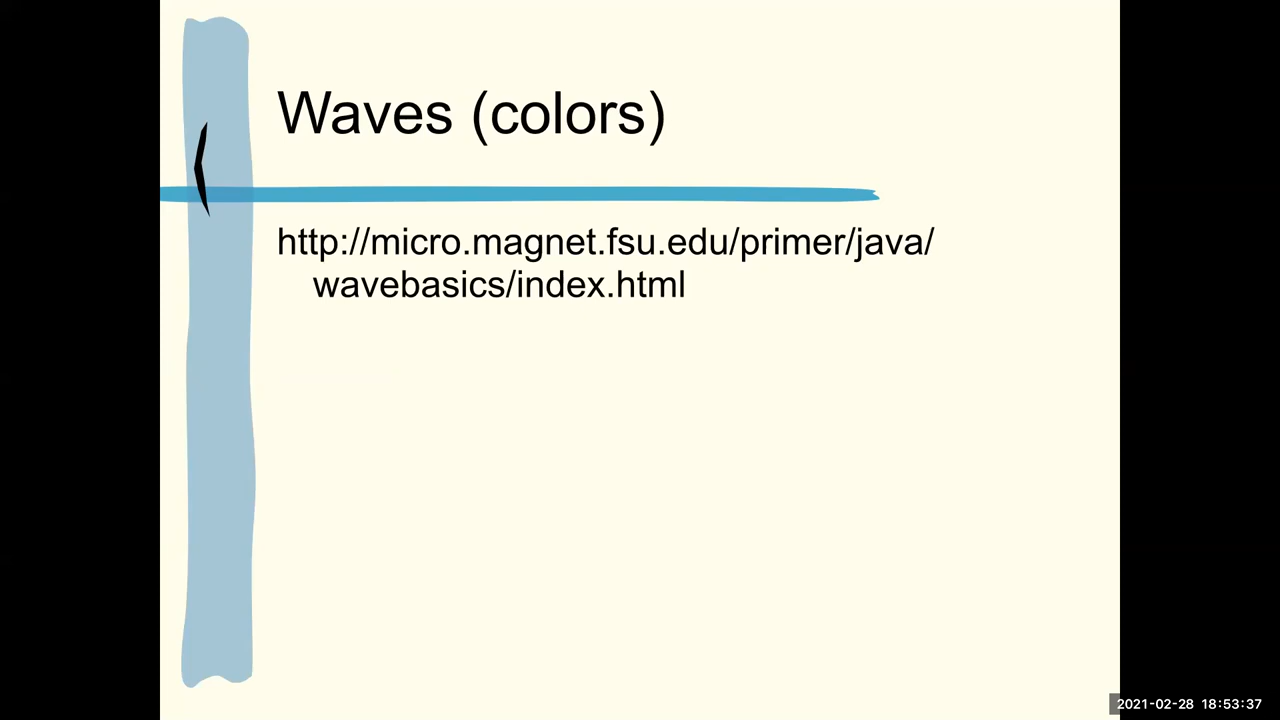 Waves (colors)
http://micro.magnet.fsu.edu/primer/java/
wavebasics/index.html
2021-02-28 18:53:37